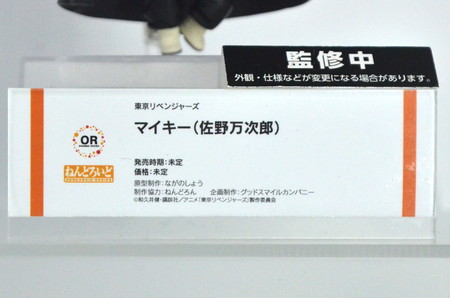 監修中
外観・仕様などが変更になる場合があります。
東京リベンジャーズ
OR
マイキー（佐野万次郎）
ねんどろいど
NENDOROID SERIES
発売時期：未定
価格：未定
原型制作：ながのしょう
制作協力：ねんどろん 企画制作：グッドスマイルカンパニー
©和久井健・講談社／アニメ「東京リベンジャーズ」製作委員会